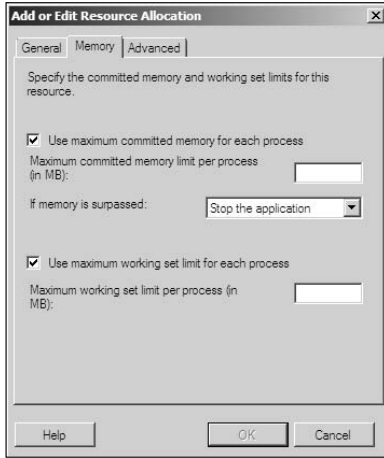 Add or Edit Resource Allocation
General Memory Advanced
Specify the committed memory and working set limits for this
resource.
Use maximum committed memory for each process
Maximum committed memory limit per process
(in MB):
If memory is surpassed: Stop the application
Use maximum working set limit for each process
Maximum working set limit per process (in
MB):
Help OK Cancel